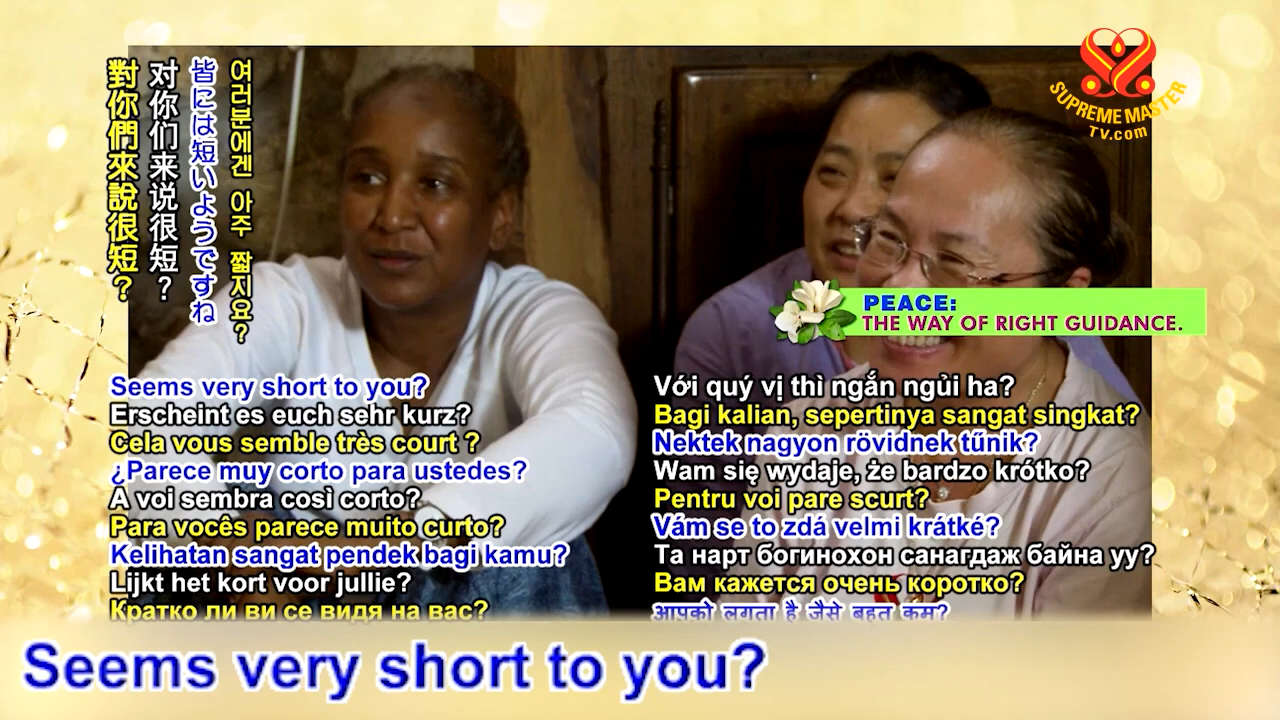 對你們來說很短？
对你们来说很短？
皆には短いようですね
여러분에겐 아주 짧지요?
SUPREME MASTER
TV.com
PEACE:
THE WAY OF RIGHT GUIDANCE.
Seems very short to you?
Erscheint es euch sehr kurz?
Cela vous semble très court ?
¿Parece muy corto para ustedes?
A voi sembra così corto?
Para vocês parece muito curto?
Kelihatan sangat pendek bagi kamu?
Lijkt het kort voor jullie?
Кратко ли ви се видя на вас?
Với quý vị thì ngắn ngủi ha?
Bagi kalian, sepertinya sangat singkat?
Nektek nagyon rövidnek tűnik?
Wam się wydaje, że bardzo krótko?
Pentru voi pare scurt?
Vám se to zdá velmi krátké?
Та нарт богинохон санагдаж байна уу?
Вам кажется очень коротко?
आपको लगता है जैसे बहुत कम?
Seems very short to you?